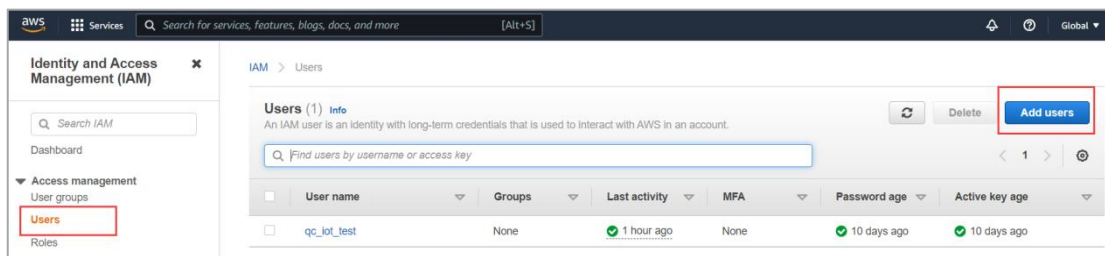 aws Services Search for services, features, blogs, docs, and more [Alt+S] Global
Identity and Access
Management (IAM)
Search IAM
Dashboard
Access management
User groups
Users
Roles
IAM > Users
Users (1) Info
An IAM user is an identity with long-term credentials that is used to interact with AWS in an account.
Delete Add users
Find users by username or access key
< 1 >
User name Groups Last activity MFA Password age Active key age
qc_iot_test None 1 hour ago None 10 days ago 10 days ago